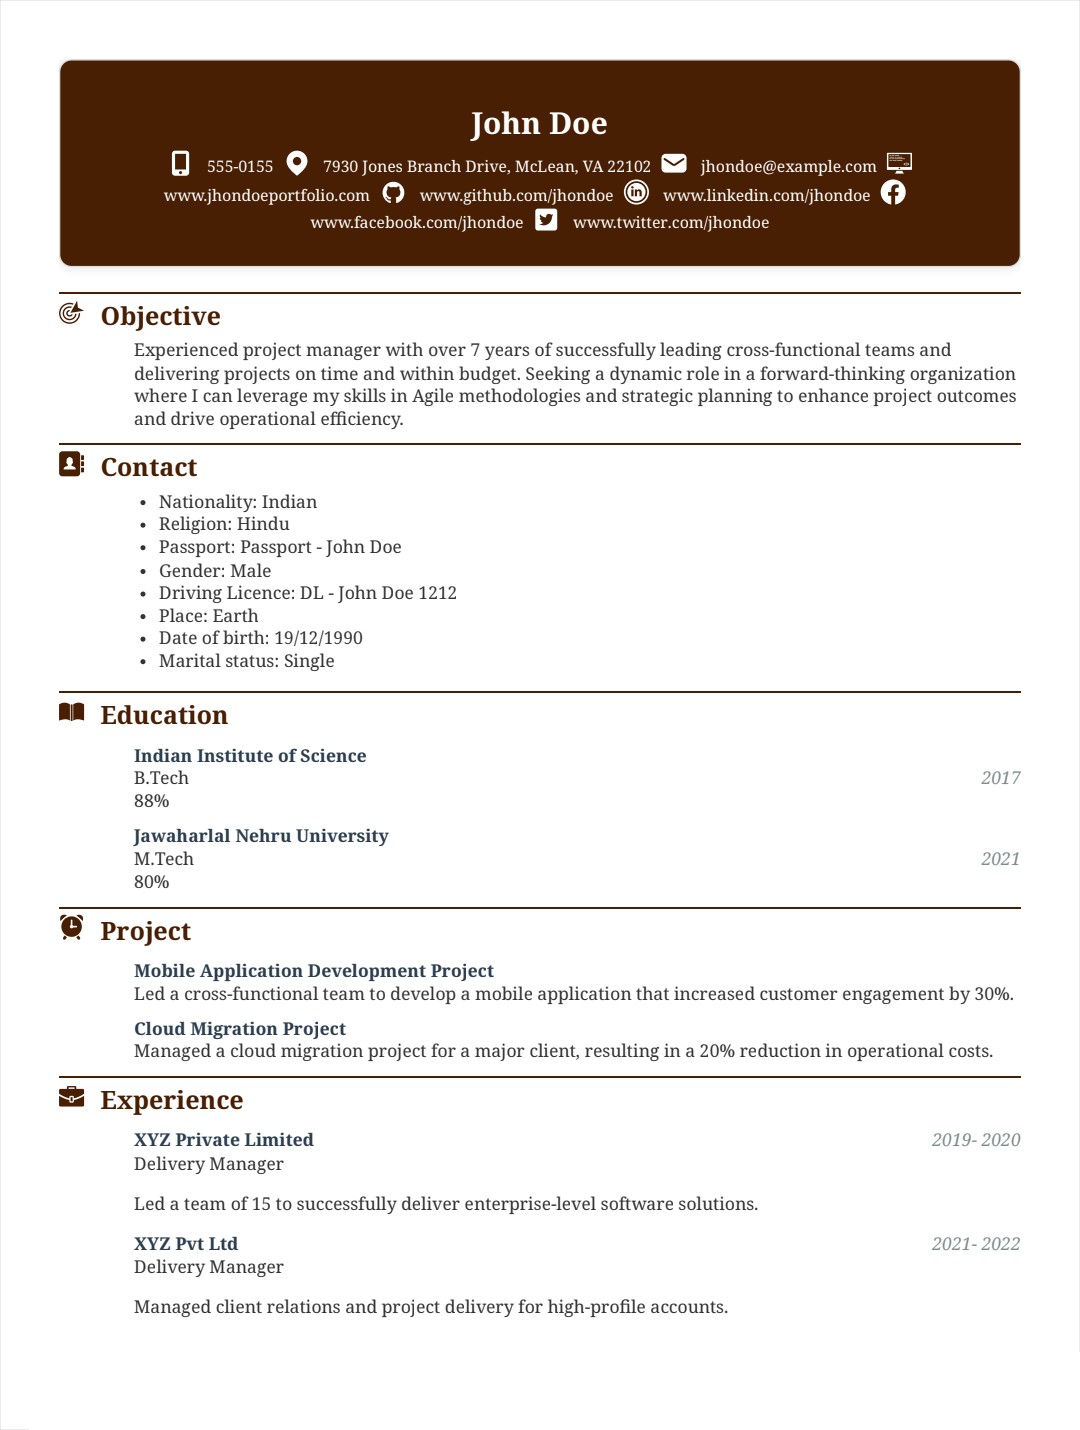 John Doe
555-0155 7930 Jones Branch Drive, McLean, VA 22102 jhondoe@example.com
www.jhondoeportfolio.com www.github.com/jhondoe www.linkedin.com/jhondoe
www.facebook.com/jhondoe www.twitter.com/jhondoe
Objective
Experienced project manager with over 7 years of successfully leading cross-functional teams and
delivering projects on time and within budget. Seeking a dynamic role in a forward-thinking organization
where I can leverage my skills in Agile methodologies and strategic planning to enhance project outcomes
and drive operational efficiency.
Contact
• Nationality: Indian
• Religion: Hindu
• Passport: Passport - John Doe
• Gender: Male
• Driving Licence: DL - John Doe 1212
• Place: Earth
• Date of birth: 19/12/1990
• Marital status: Single
Education
Indian Institute of Science
B.Tech 2017
88%
Jawaharlal Nehru University
M.Tech 2021
80%
Project
Mobile Application Development Project
Led a cross-functional team to develop a mobile application that increased customer engagement by 30%.
Cloud Migration Project
Managed a cloud migration project for a major client, resulting in a 20% reduction in operational costs.
Experience
XYZ Private Limited 2019- 2020
Delivery Manager
Led a team of 15 to successfully deliver enterprise-level software solutions.
XYZ Pvt Ltd 2021- 2022
Delivery Manager
Managed client relations and project delivery for high-profile accounts.